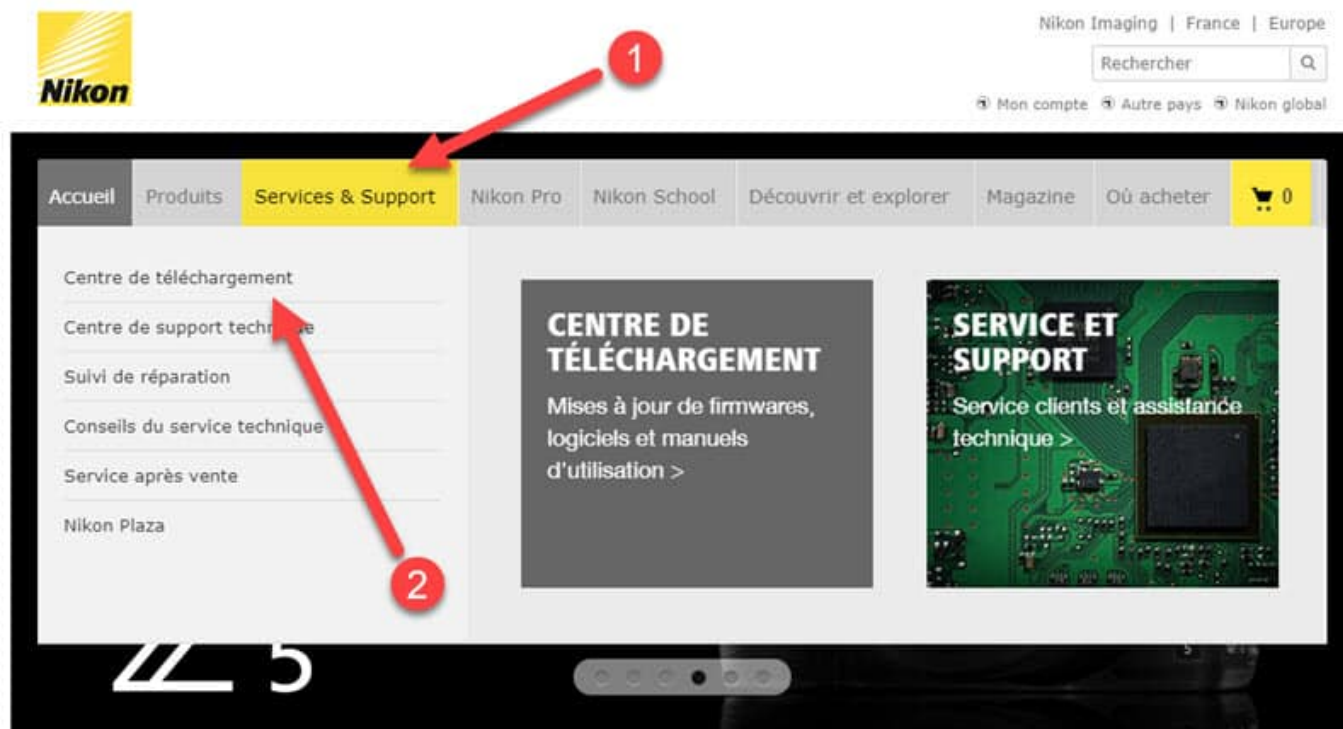 Nikon
Nikon Imaging | France | Europe
Rechercher
Mon compte Autre pays Nikon global
1
Accueil Produits Services & Support Nikon Pro Nikon School Découvrir et explorer Magazine Où acheter 0
Centre de téléchargement
Centre de support technique
Suivi de réparation
Conseils du service technique
Service après vente
Nikon Plaza
2
CENTRE DE
TÉLÉCHARGEMENT
Mises à jour de firmwares,
logiciels et manuels
d'utilisation >
SERVICE ET
SUPPORT
Service clients et assistance
technique >
Z 5
5